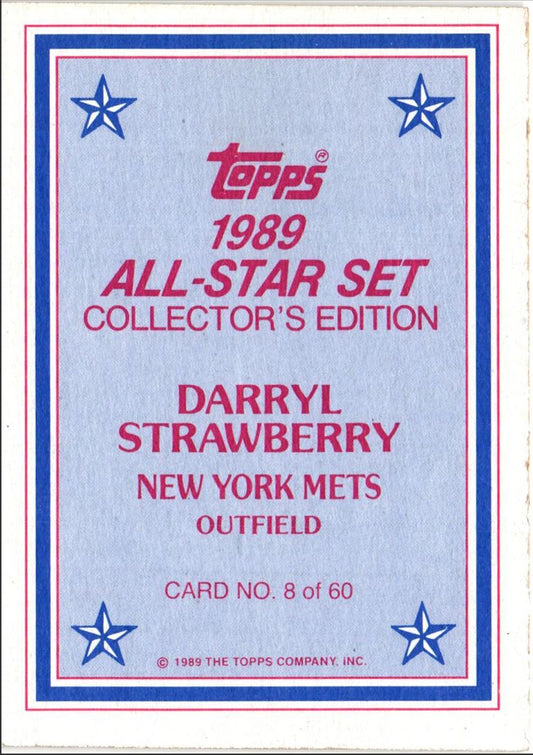 Topps®
1989
ALL-STAR SET
COLLECTOR'S EDITION
DARRYL
STRAWBERRY
NEW YORK METS
OUTFIELD
CARD NO. 8 of 60
© 1989 THE TOPPS COMPANY, INC.